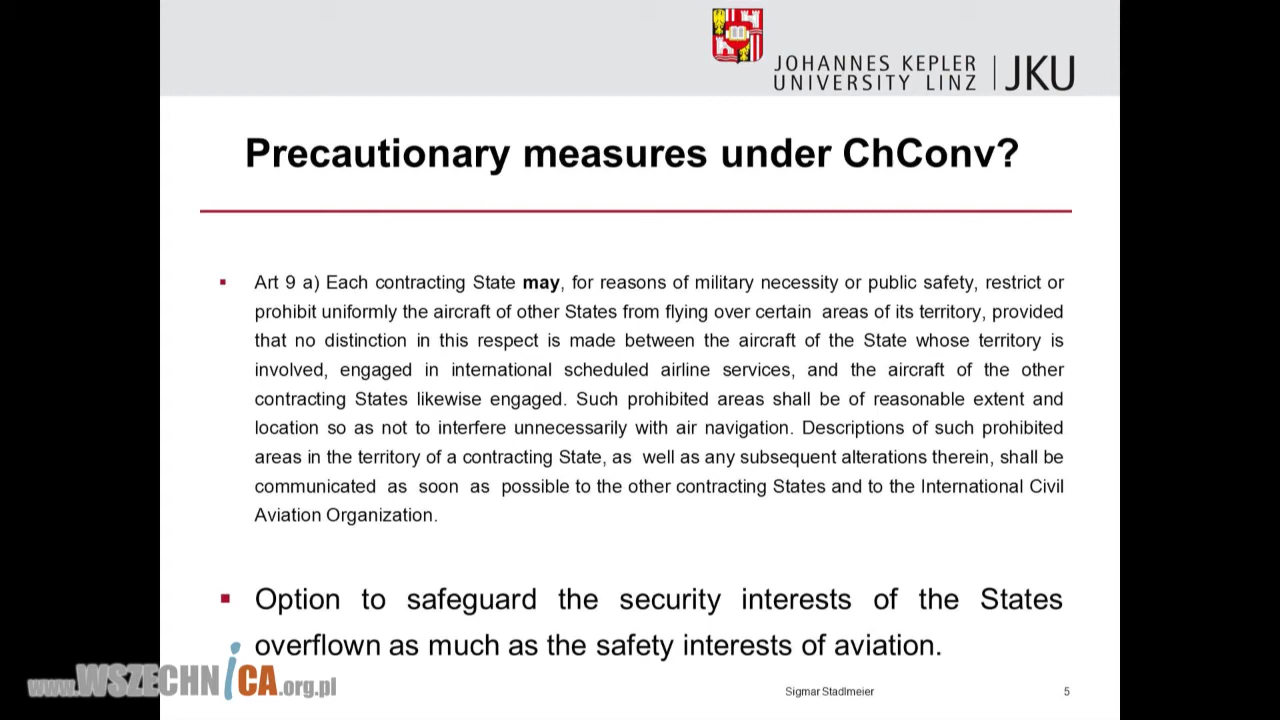 JOHANNES KEPLER
UNIVERSITY LINZ | JKU
Precautionary measures under ChConv?
▪ Art 9 a) Each contracting State may, for reasons of military necessity or public safety, restrict or
prohibit uniformly the aircraft of other States from flying over certain areas of its territory, provided
that no distinction in this respect is made between the aircraft of the State whose territory is
involved, engaged in international scheduled airline services, and the aircraft of the other
contracting States likewise engaged. Such prohibited areas shall be of reasonable extent and
location so as not to interfere unnecessarily with air navigation. Descriptions of such prohibited
areas in the territory of a contracting State, as well as any subsequent alterations therein, shall be
communicated as soon as possible to the other contracting States and to the International Civil
Aviation Organization.
▪ Option to safeguard the security interests of the States
overflown as much as the safety interests of aviation.
www.WSZECHNiCA.org.pl
Sigmar Stadlmeier
5